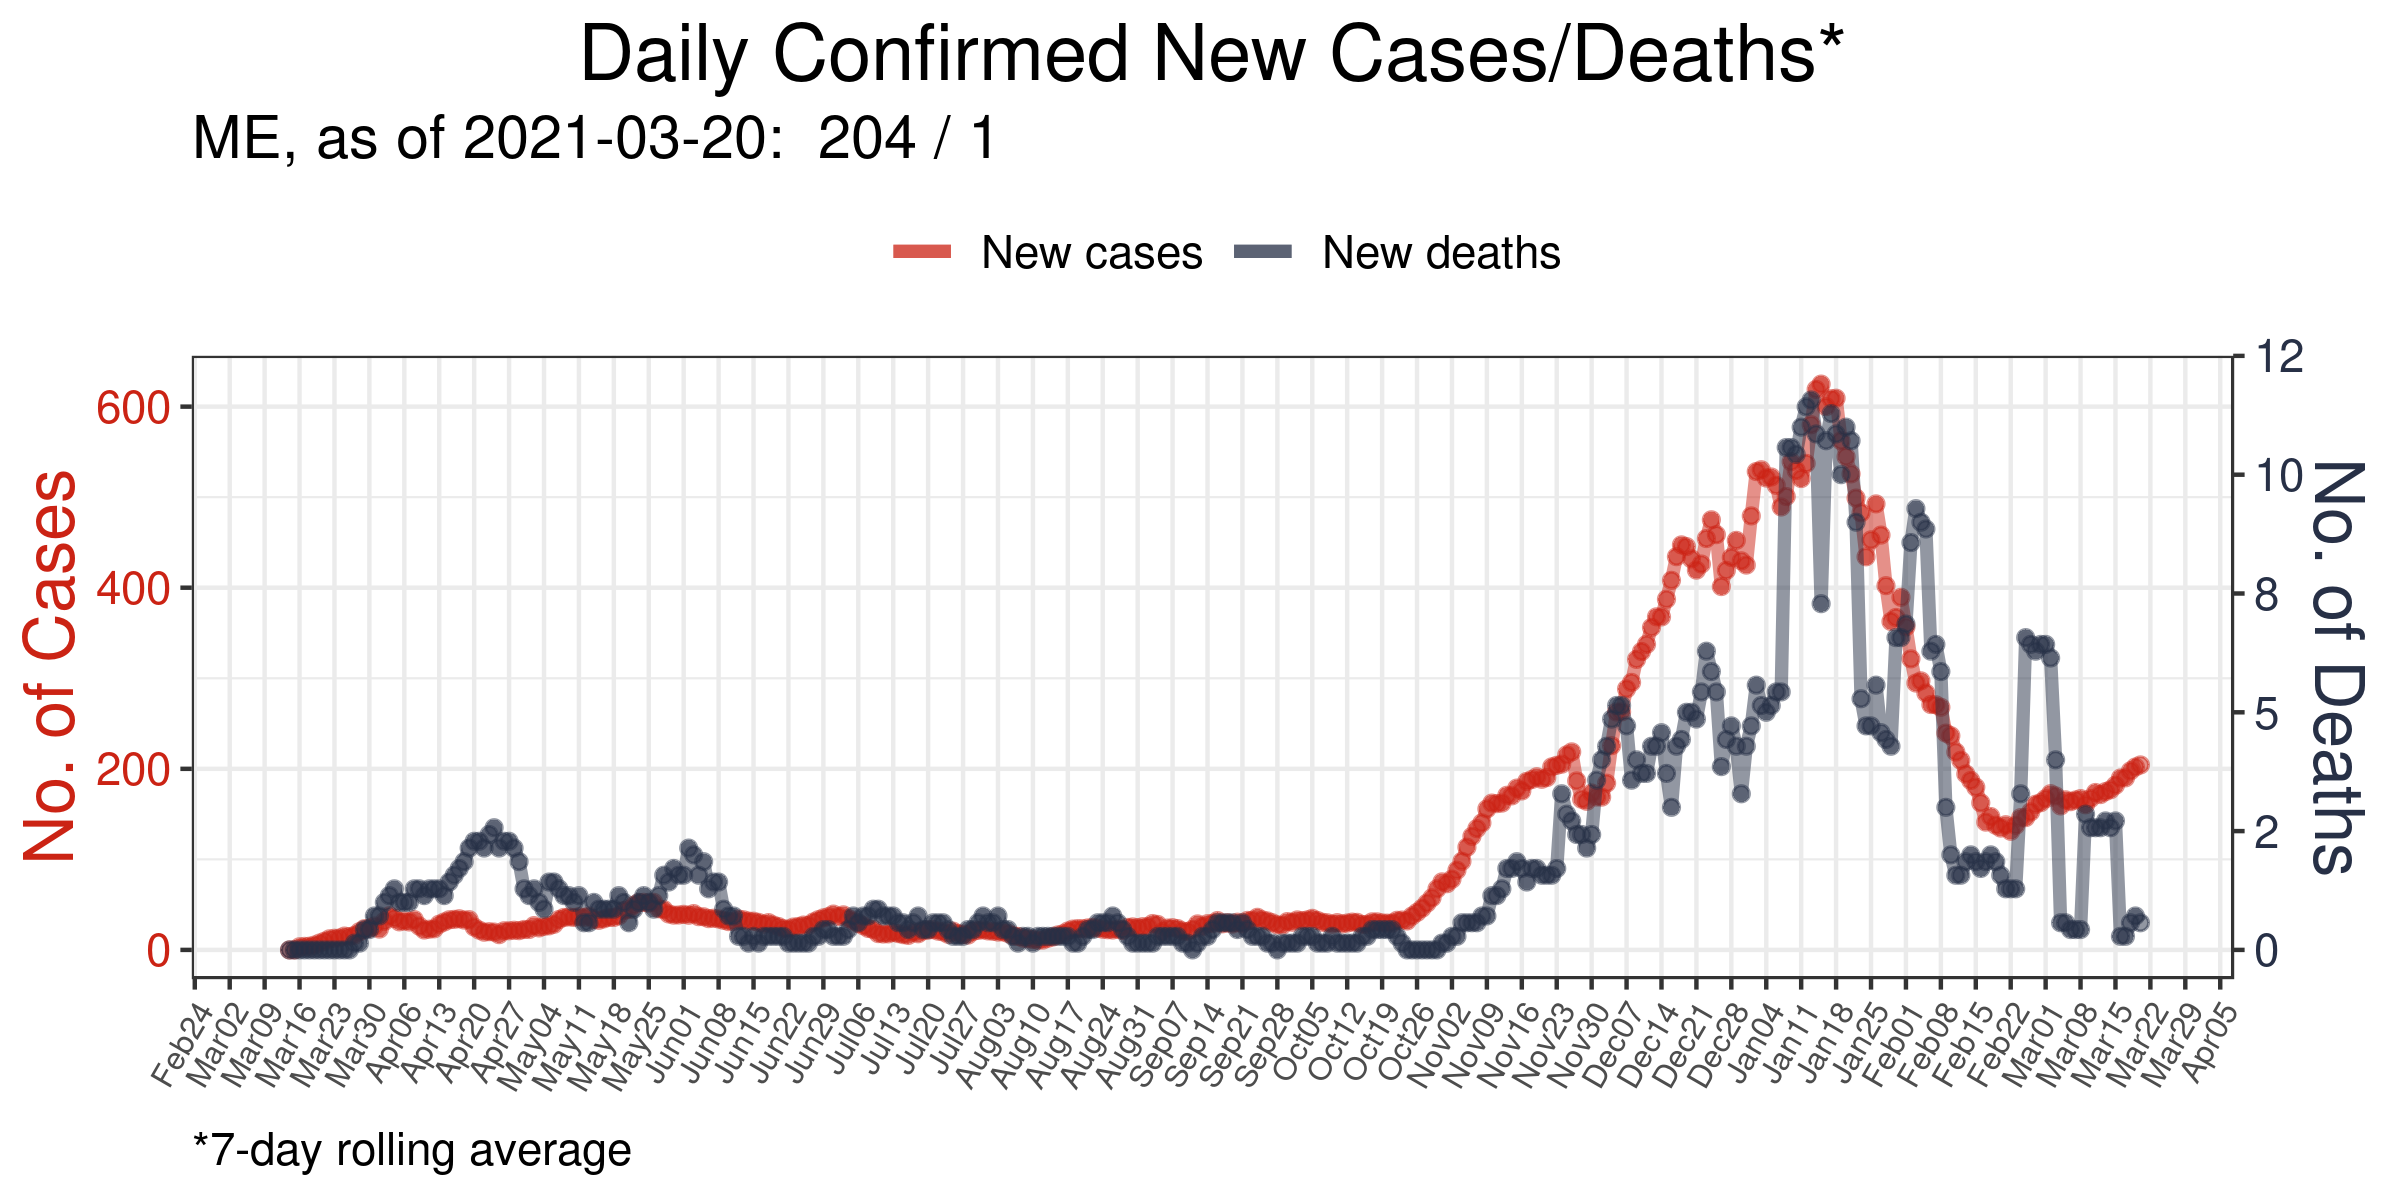 Daily Confirmed New Cases/Deaths*
ME, as of 2021-03-20:  204 / 1
New cases
New deaths
No. of Cases
600
400
200
0
12
10
8
5
2
0
No. of Deaths
Feb24
Mar02
Mar09
Mar16
Mar23
Mar30
Apr06
Apr13
Apr20
Apr27
May04
May11
May18
May25
Jun01
Jun08
Jun15
Jun22
Jun29
Jul06
Jul13
Jul20
Jul27
Aug03
Aug10
Aug17
Aug24
Aug31
Sep07
Sep14
Sep21
Sep28
Oct05
Oct12
Oct19
Oct26
Nov02
Nov09
Nov16
Nov23
Nov30
Dec07
Dec14
Dec21
Dec28
Jan04
Jan11
Jan18
Jan25
Feb01
Feb08
Feb15
Feb22
Mar01
Mar08
Mar15
Mar22
Mar29
Apr05
*7-day rolling average